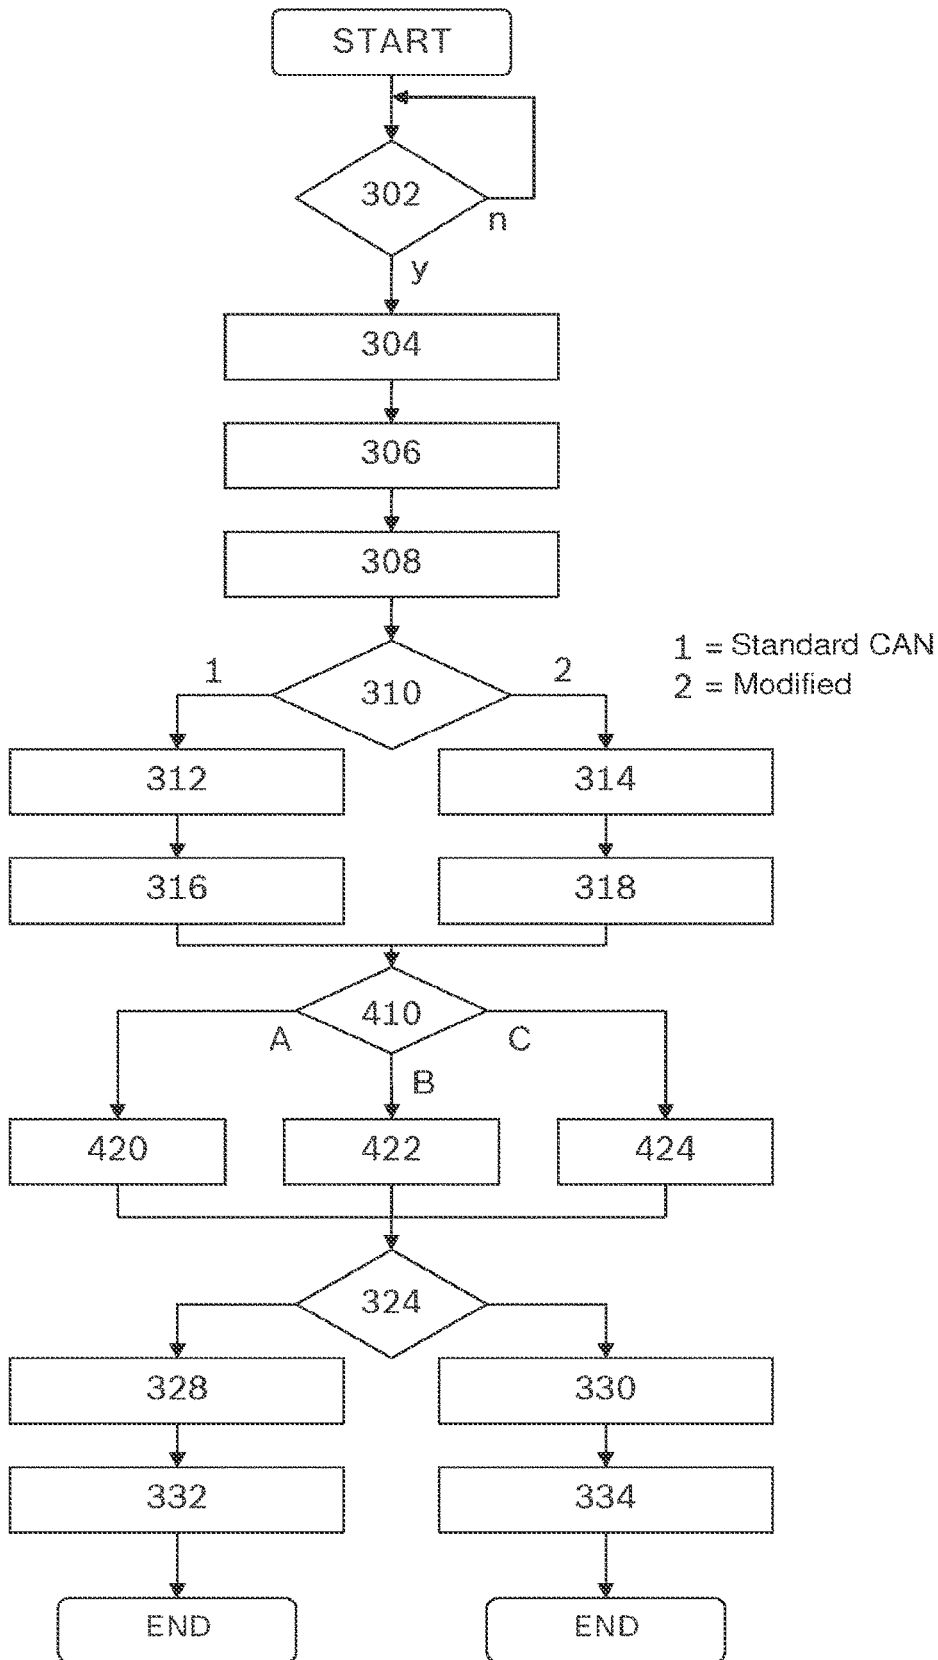 START
302
n
y
304
306
308
1 = Standard CAN
2 = Modified
1
310
2
312
314
316
318
410
A
C
B
420
422
424
324
328
330
332
334
END
END